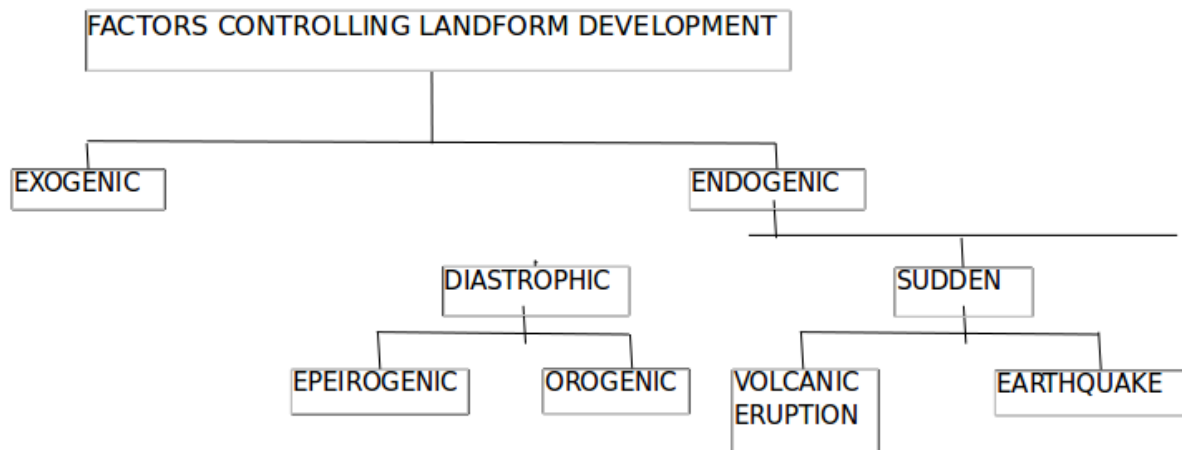 FACTORS CONTROLLING LANDFORM DEVELOPMENT
EXOGENIC
ENDOGENIC
DIASTROPHIC
SUDDEN
EPEIROGENIC
OROGENIC
VOLCANIC
ERUPTION
EARTHQUAKE